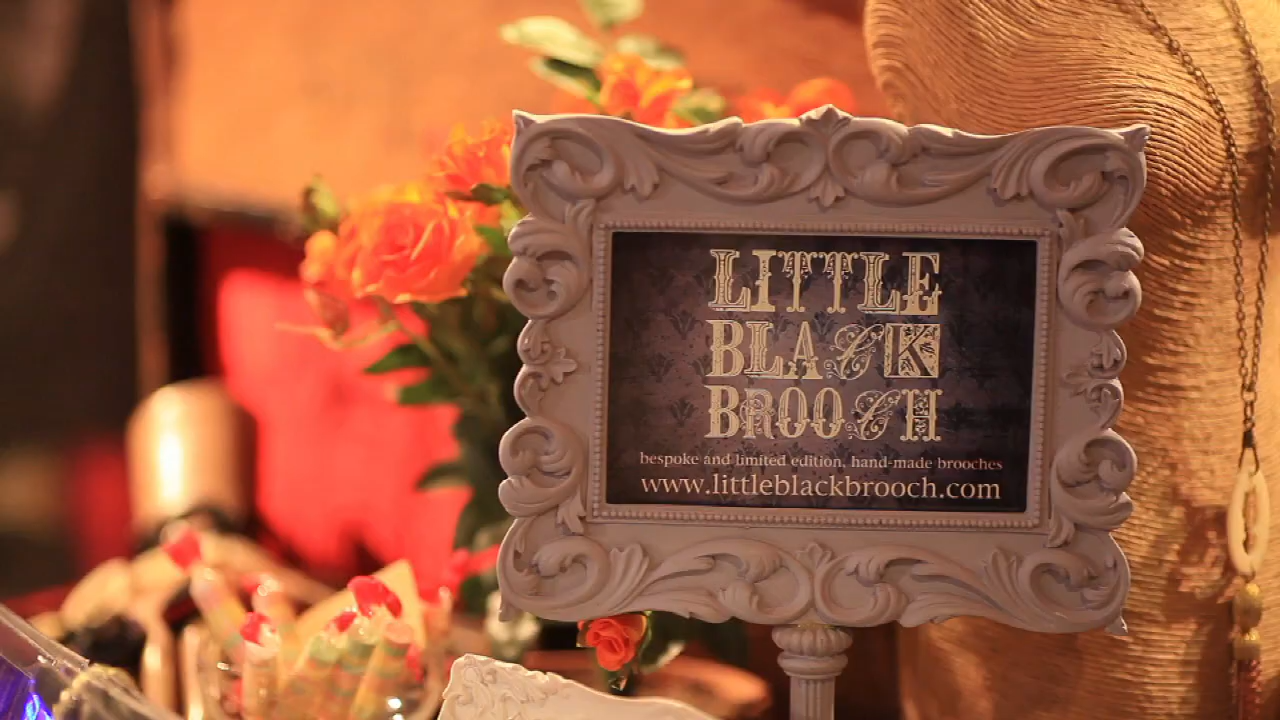 LITTLE
BLACK
BROOCH
bespoke and limited edition, hand-made brooches
www.littleblackbrooch.com